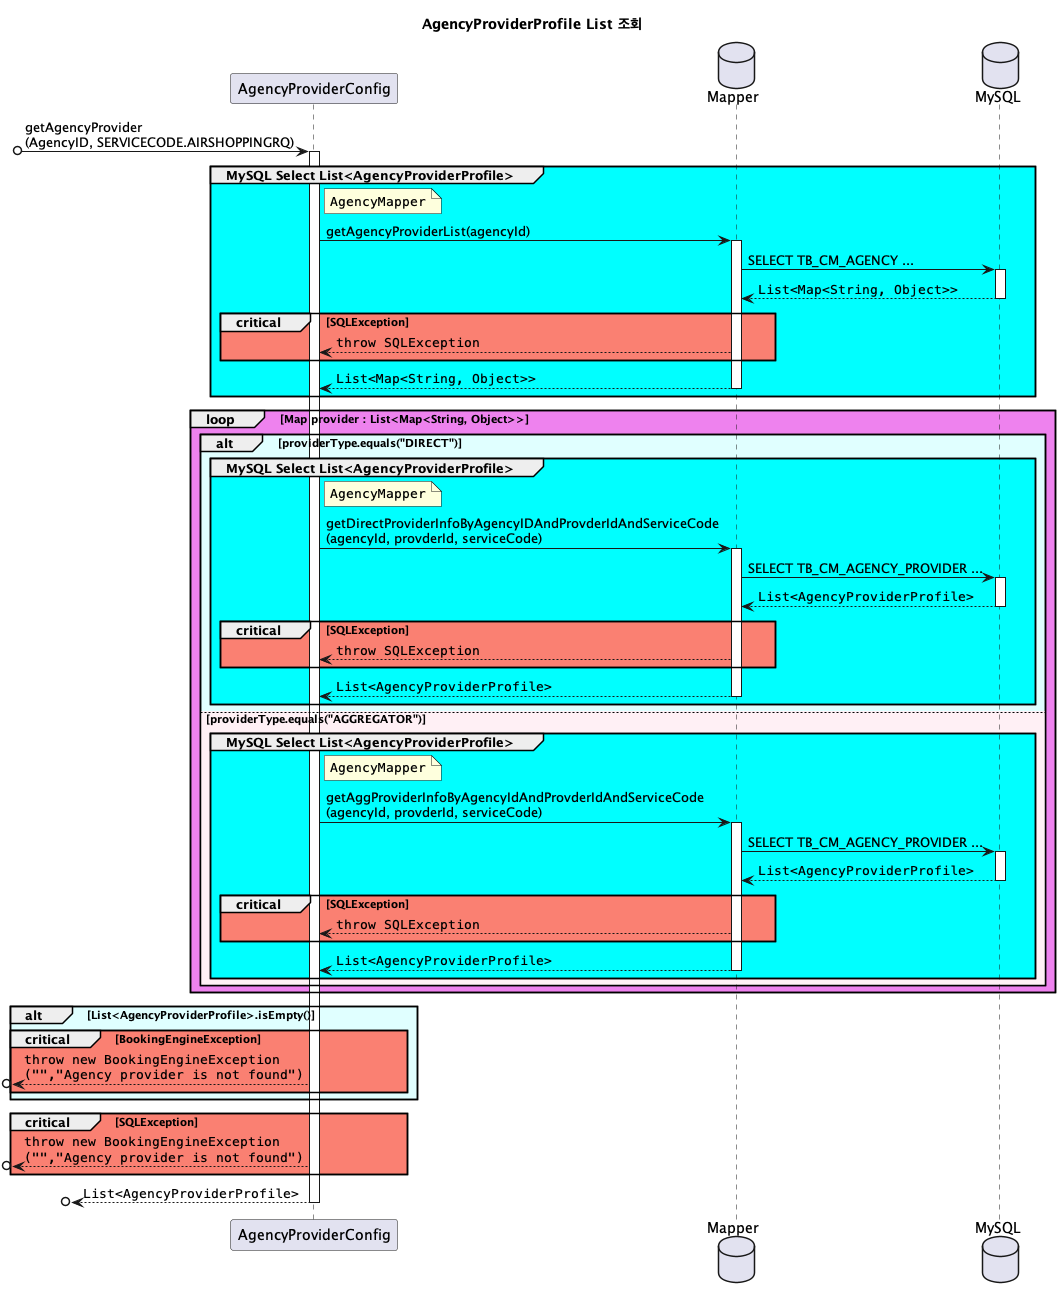 AgencyProviderProfile List 조회
AgencyProviderConfig
Mapper
MySQL
getAgencyProvider
(AgencyID, SERVICECODE.AIRSHOPPINGRQ)
MySQL Select List<AgencyProviderProfile>
AgencyMapper
getAgencyProviderList(agencyId)
SELECT TB_CM_AGENCY ...
List<Map<String, Object>>
critical [SQLException]
throw SQLException
List<Map<String, Object>>
loop [Map provider : List<Map<String, Object>>]
alt [providerType.equals("DIRECT")]
MySQL Select List<AgencyProviderProfile>
AgencyMapper
getDirectProviderInfoByAgencyIDAndProvderIdAndServiceCode
(agencyId, provderId, serviceCode)
SELECT TB_CM_AGENCY_PROVIDER ...
List<AgencyProviderProfile>
critical [SQLException]
throw SQLException
List<AgencyProviderProfile>
[providerType.equals("AGGREGATOR")]
MySQL Select List<AgencyProviderProfile>
AgencyMapper
getAggProviderInfoByAgencyIdAndProvderIdAndServiceCode
(agencyId, provderId, serviceCode)
SELECT TB_CM_AGENCY_PROVIDER ...
List<AgencyProviderProfile>
critical [SQLException]
throw SQLException
List<AgencyProviderProfile>
alt [List<AgencyProviderProfile>.isEmpty()]
critical [BookingEngineException]
throw new BookingEngineException
("","Agency provider is not found")
critical [SQLException]
throw new BookingEngineException
("","Agency provider is not found")
List<AgencyProviderProfile>
AgencyProviderConfig
Mapper
MySQL